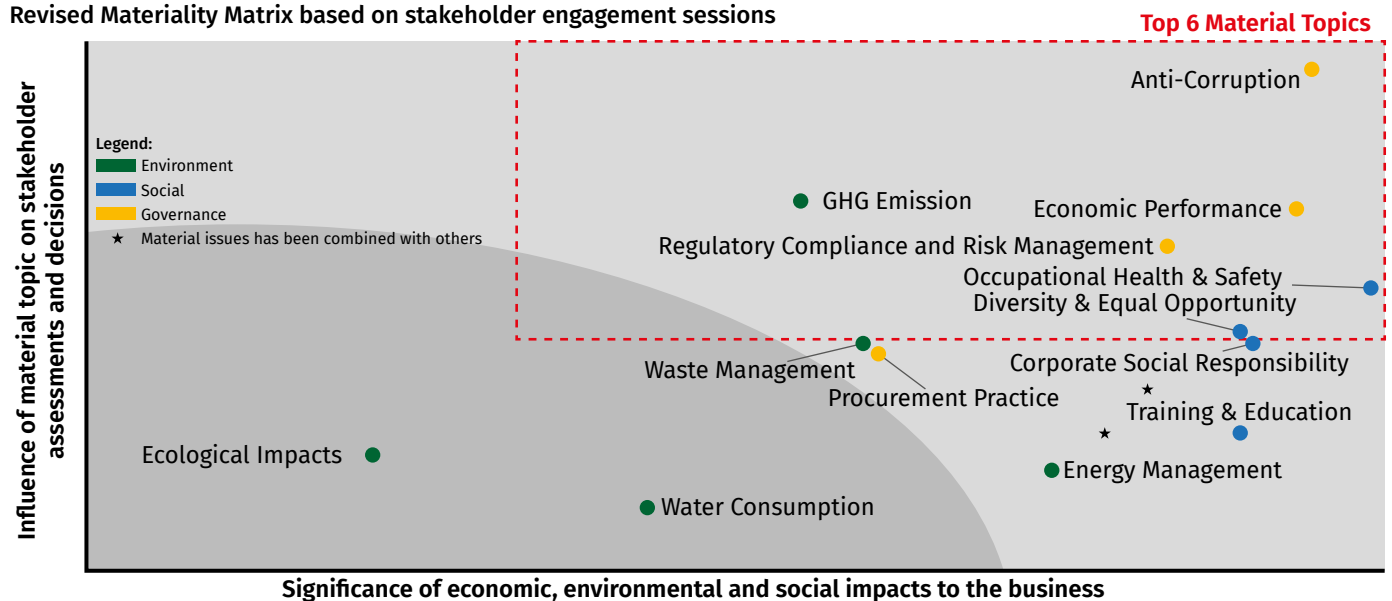 Revised Materiality Matrix based on stakeholder engagement sessions
Top 6 Material Topics
Influence of material topic on stakeholder
assessments and decisions
Legend:
Environment
Social
Governance
Material issues has been combined with others
Anti-Corruption
GHG Emission
Economic Performance
Regulatory Compliance and Risk Management
Occupational Health & Safety
Diversity & Equal Opportunity
Corporate Social Responsibility
Waste Management
Procurement Practice
Training & Education
Ecological Impacts
Energy Management
Water Consumption
Significance of economic, environmental and social impacts to the business